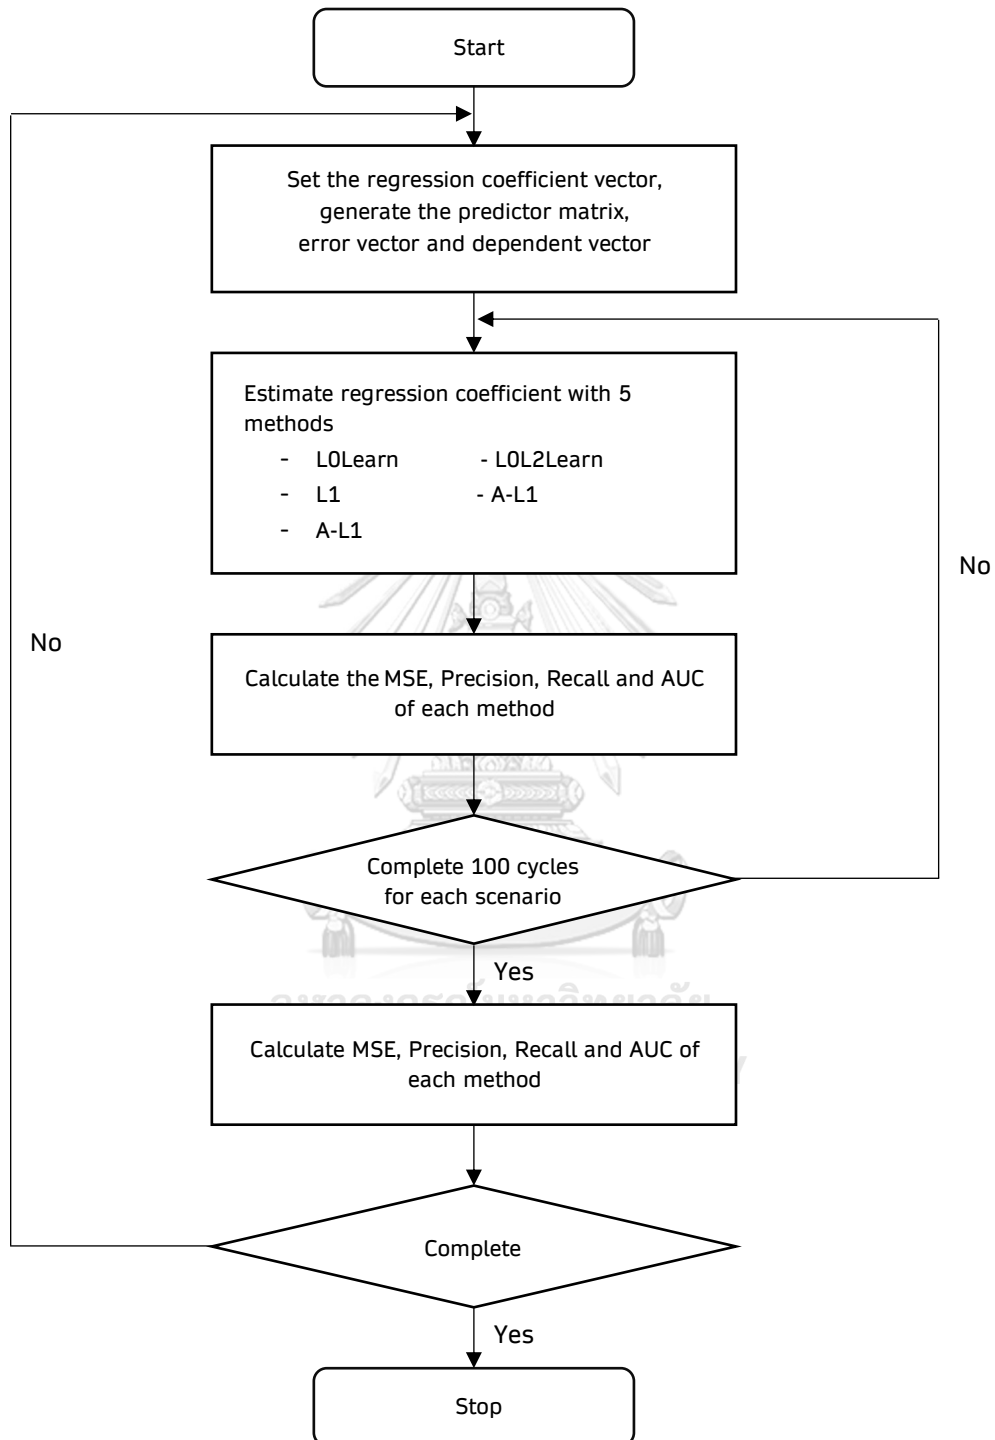 Start
Set the regression coefficient vector,
generate the predictor matrix,
error vector and dependent vector
Estimate regression coefficient with 5
methods
- L0Learn - L0L2Learn
- L1 - A-L1
- A-L1
No
No
Calculate the MSE, Precision, Recall and AUC
of each method
Complete 100 cycles
for each scenario
Yes
Calculate MSE, Precision, Recall and AUC of
each method
Complete
Yes
Stop